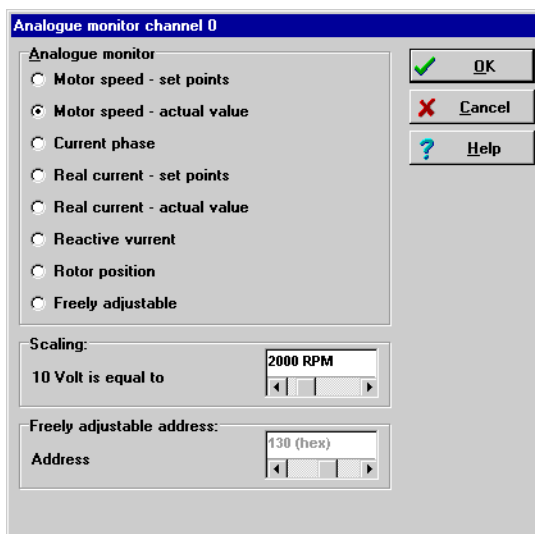 Analogue monitor channel 0
Analogue monitor
Motor speed - set points
Motor speed - actual value
Current phase
Real current - set points
Real current - actual value
Reactive vurrent
Rotor position
Freely adjustable
OK
Cancel
Help
Scaling:
10 Volt is equal to
2000 RPM
Freely adjustable address:
Address
130 (hex)